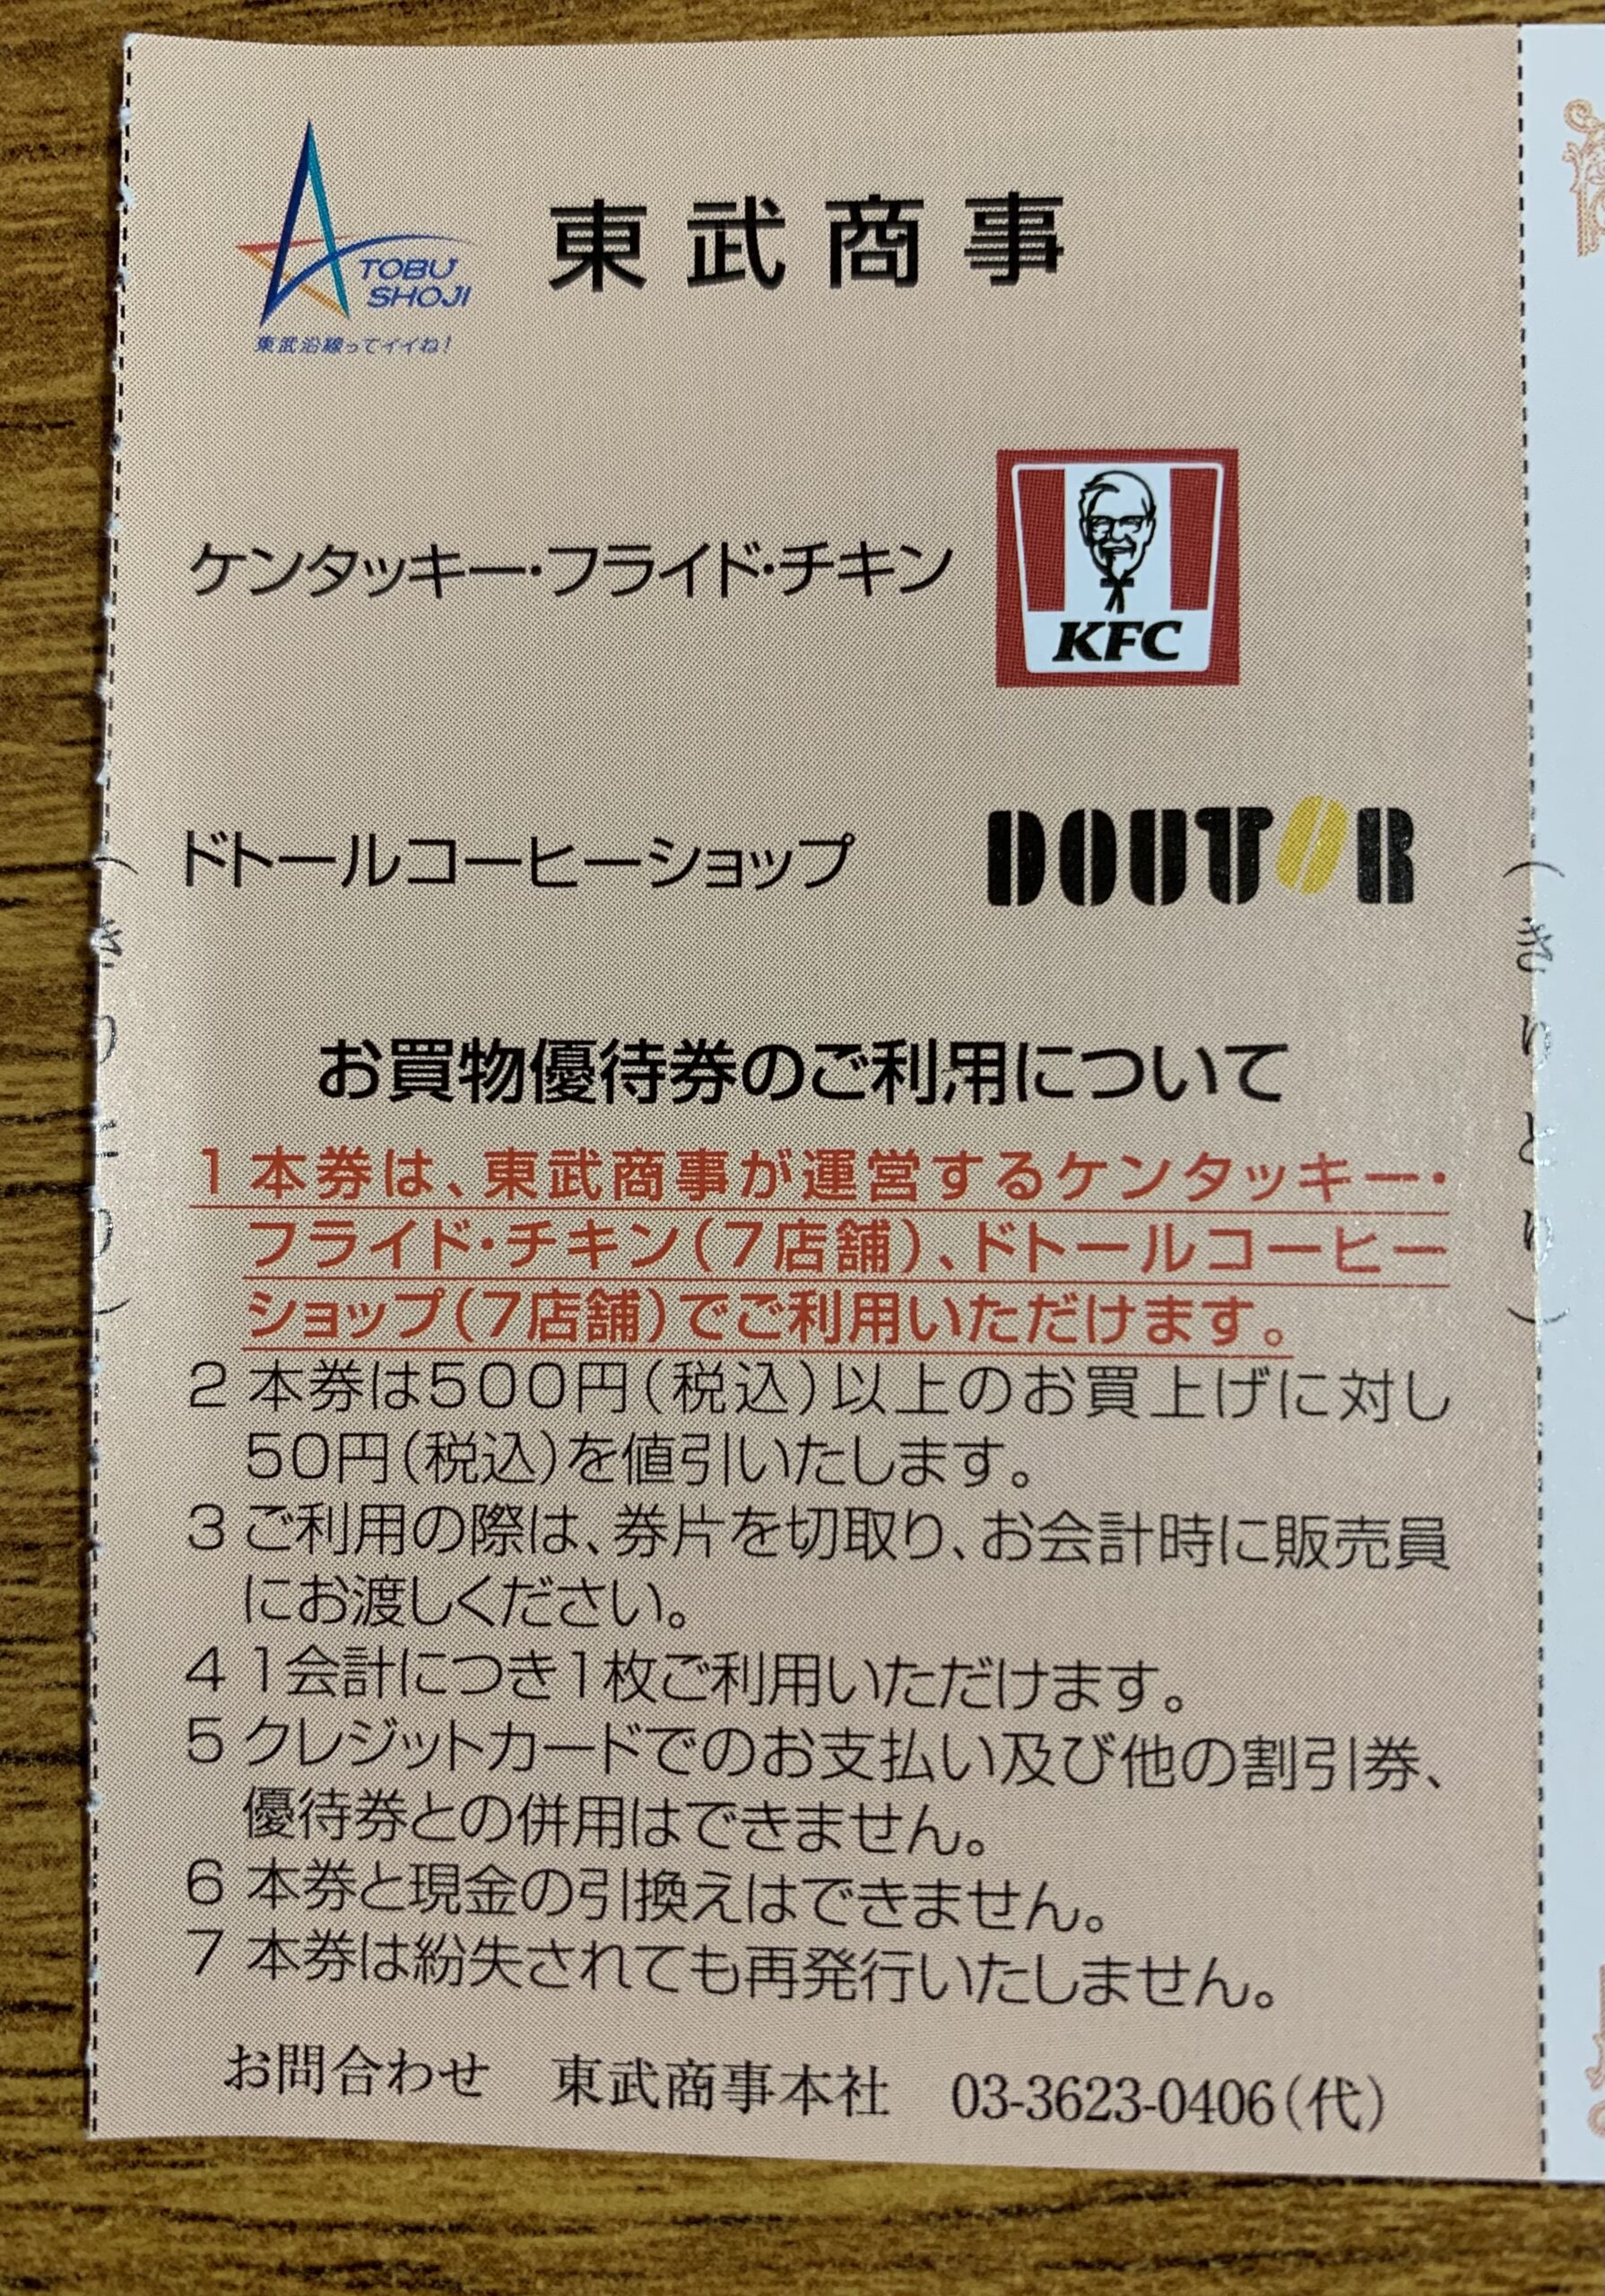 TOBU
SHOJI
東武沿線ってイイね!
東武商事
ケンタッキー・フライド・チキン
KFC
ドトールコーヒーショップ
DOUTOR
お買物優待券のご利用について
1 本券は、東武商事が運営するケンタッキー・
フライド・チキン(7店舗)、ドトールコーヒー
ショップ(7店舗)でご利用いただけます。
2 本券は500円(税込)以上のお買上げに対し
50円(税込)を値引いたします。
3 ご利用の際は、券片を切取り、お会計時に販売員
にお渡しください。
4 1会計につき1枚ご利用いただけます。
5 クレジットカードでのお支払い及び他の割引券、
優待券との併用はできません。
6 本券と現金の引換えはできません。
7 本券は紛失されても再発行いたしません。
お問合わせ 東武商事本社 03-3623-0406(代)
(きりとり)
(きりとり)